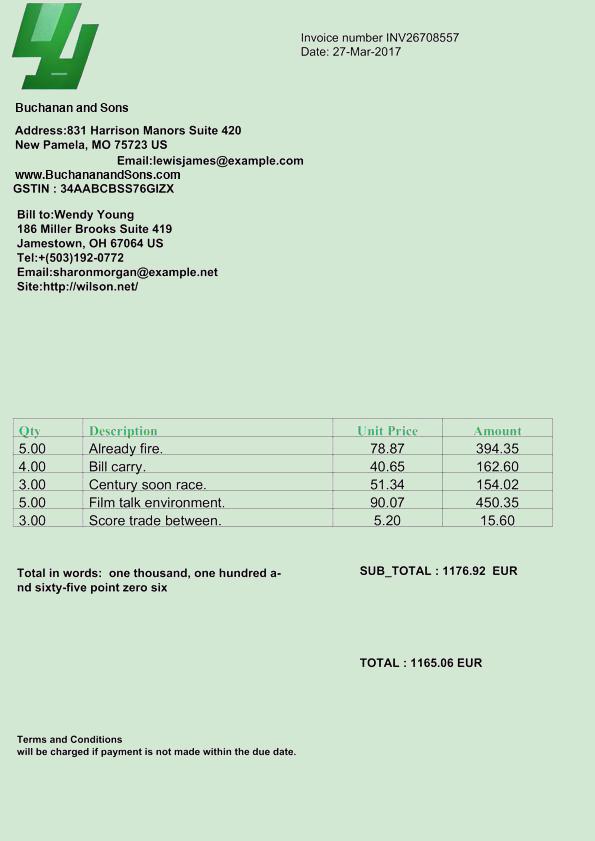 Invoice number INV26708557
Date: 27-Mar-2017
Buchanan and Sons
Address:831 Harrison Manors Suite 420
New Pamela, MO 75723 US
Email:lewisjames@example.com
www.BuchananandSons.com
GSTIN : 34AABCBSS76GIZX
Bill to:Wendy Young
186 Miller Brooks Suite 419
Jamestown, OH 67064 US
Tel:+(503)192-0772
Email:sharonmorgan@example.net
Site:http://wilson.net/
Qty Description Unit Price Amount
5.00 Already fire. 78.87 394.35
4.00 Bill carry. 40.65 162.60
3.00 Century soon race. 51.34 154.02
5.00 Film talk environment. 90.07 450.35
3.00 Score trade between. 5.20 15.60
Total in words:  one thousand, one hundred a-
nd sixty-five point zero six
SUB_TOTAL : 1176.92  EUR
TOTAL : 1165.06 EUR
Terms and Conditions
will be charged if payment is not made within the due date.